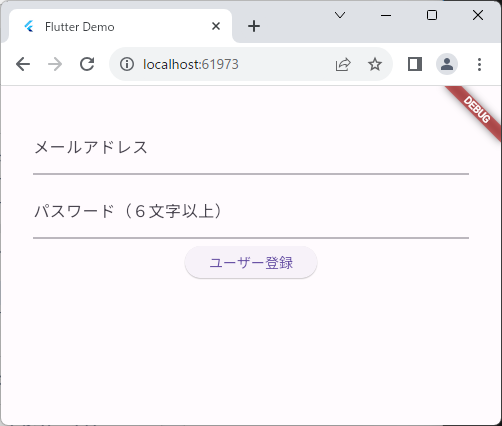 Flutter Demo
localhost:61973
DEBUG
メールアドレス
パスワード（６文字以上）
ユーザー登録